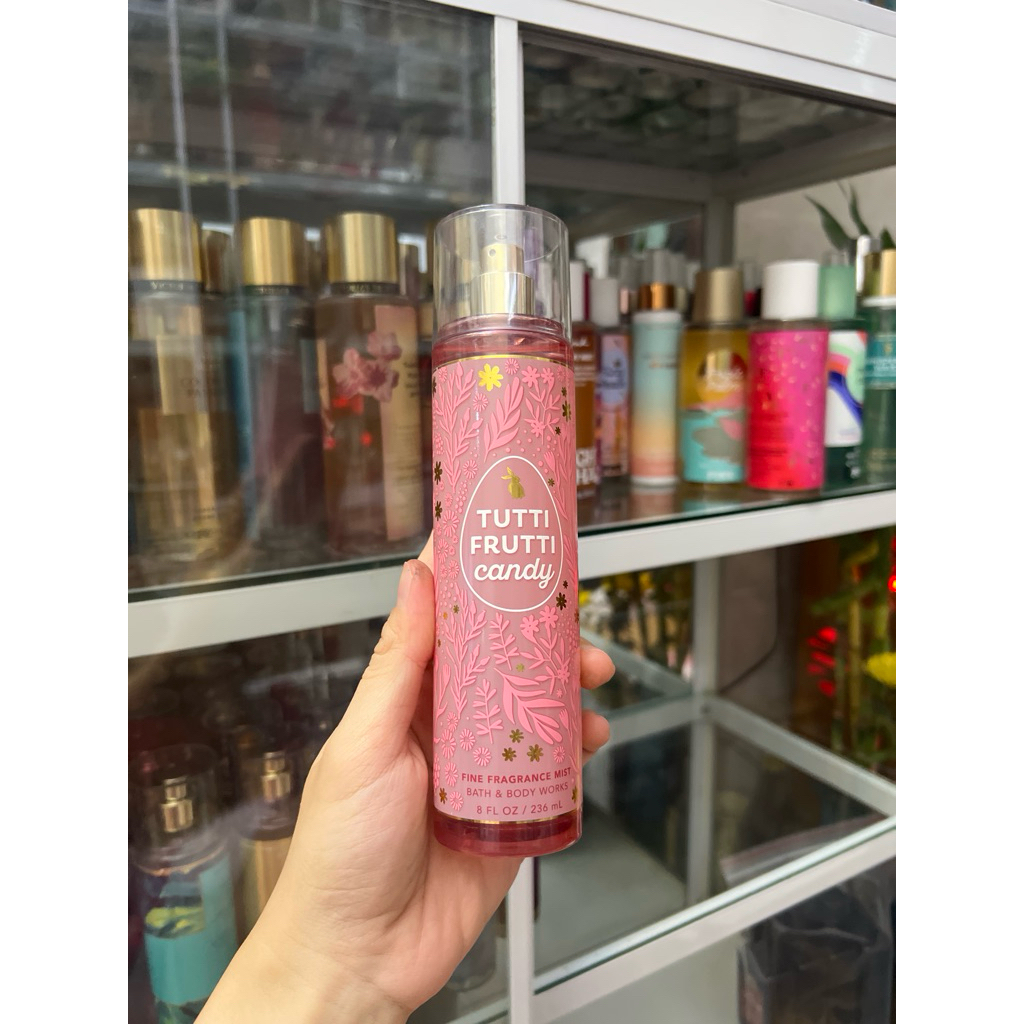 TUTTI
FRUTTI
candy
FINE FRAGRANCE MIST
BATH & BODY WORKS
8 FL OZ / 236 mL